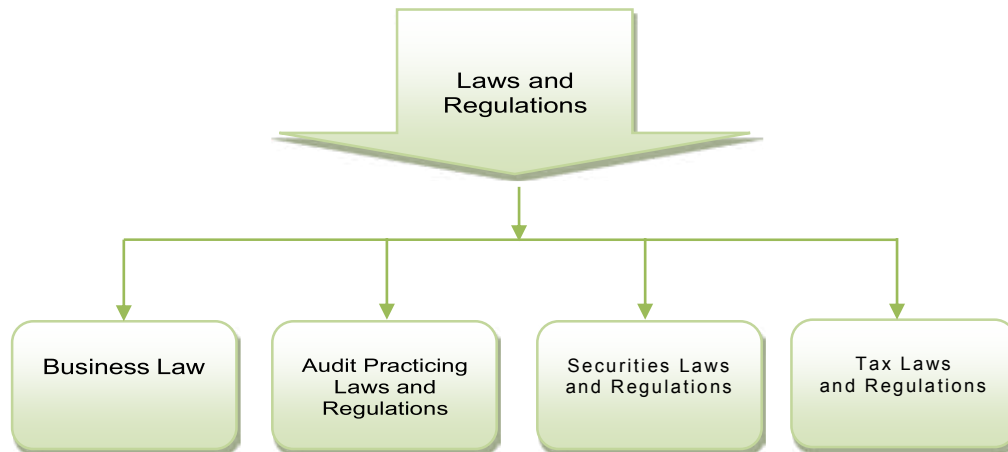 Laws and
Regulations
Business Law
Audit Practicing
Laws and
Regulations
Securities Laws
and Regulations
Tax Laws
and Regulations